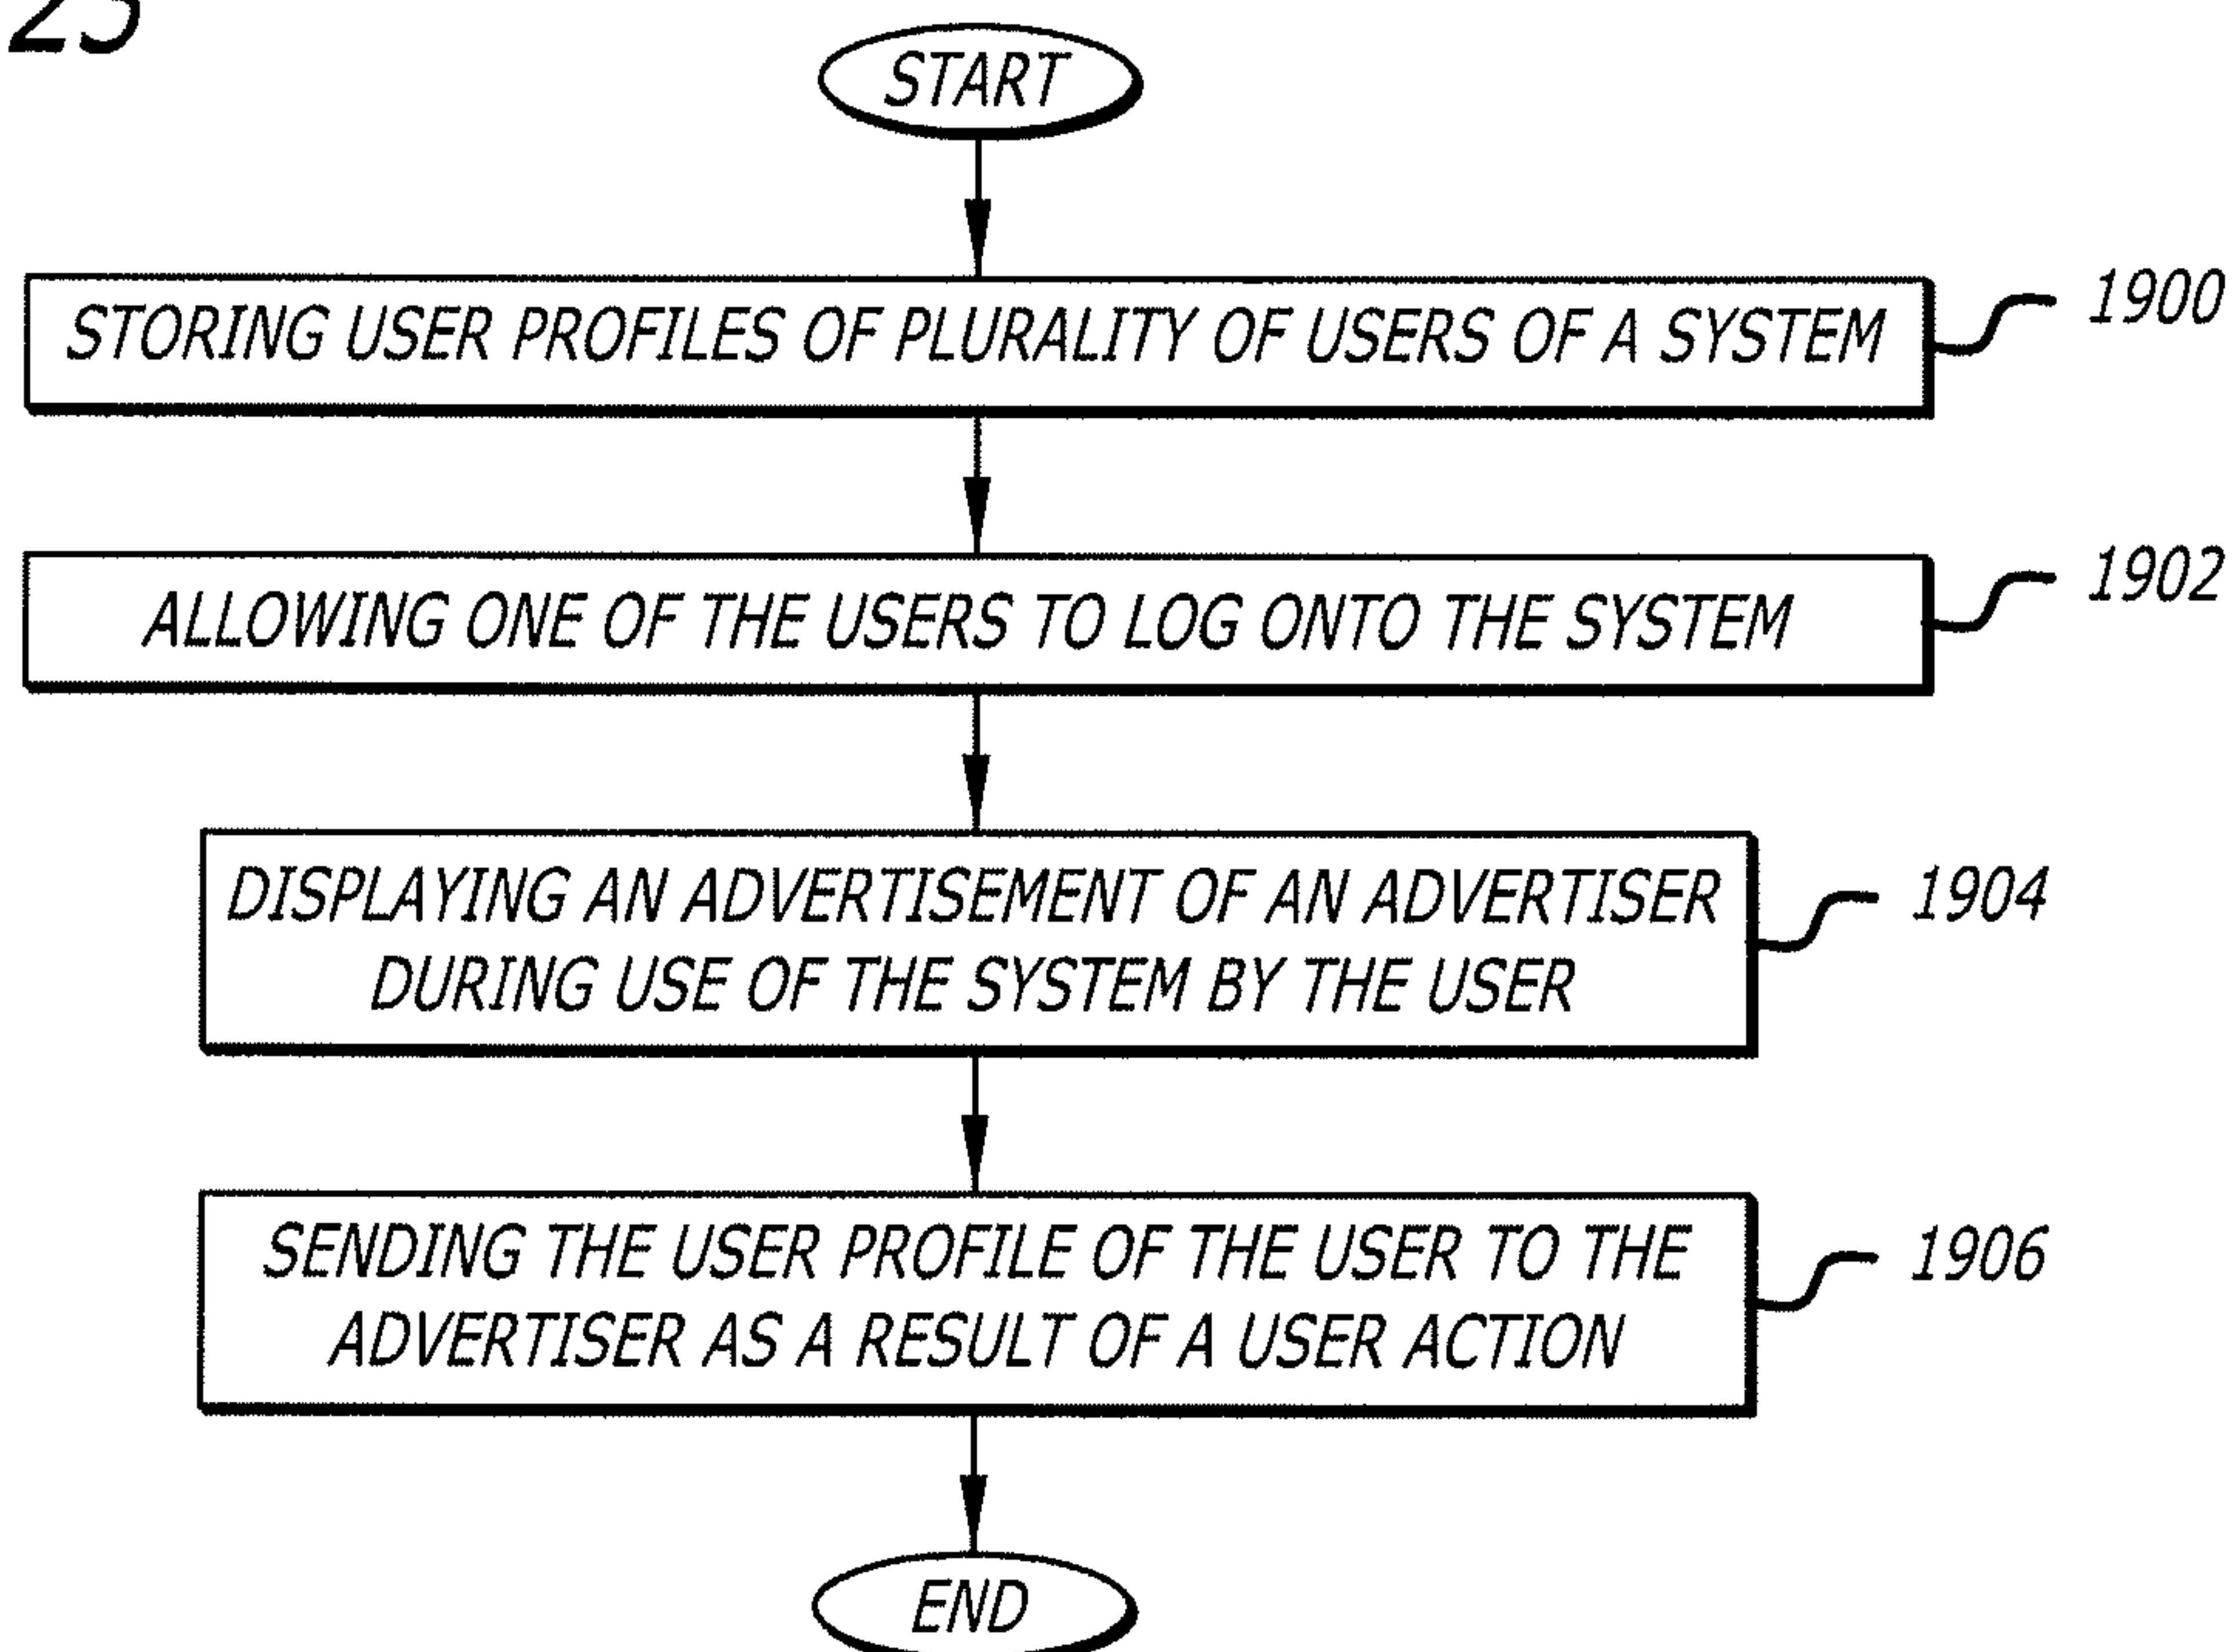 23
START
STORING USER PROFILES OF PLURALITY OF USERS OF A SYSTEM
1900
ALLOWING ONE OF THE USERS TO LOG ONTO THE SYSTEM
1902
DISPLAYING AN ADVERTISEMENT OF AN ADVERTISER
DURING USE OF THE SYSTEM BY THE USER
1904
SENDING THE USER PROFILE OF THE USER TO THE
ADVERTISER AS A RESULT OF A USER ACTION
1906
END